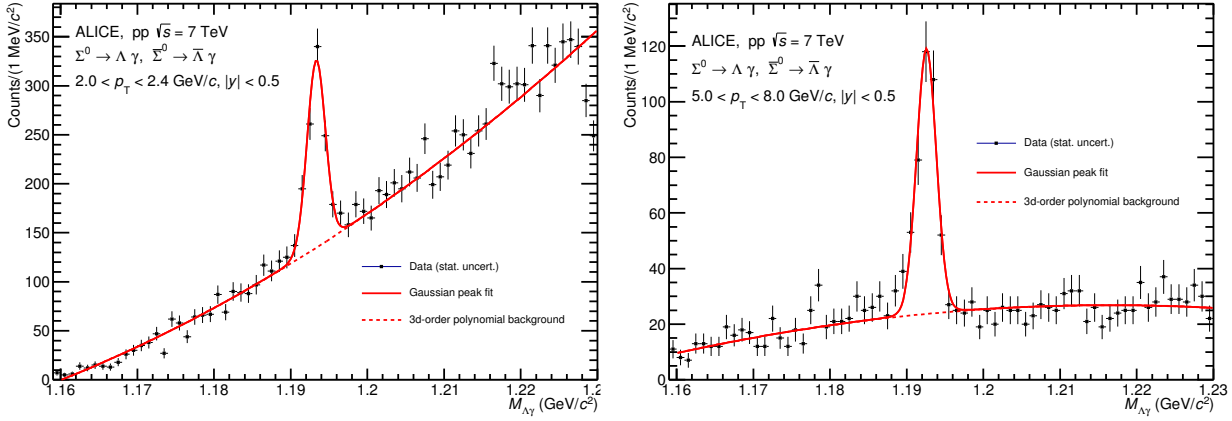 Counts/(1 MeV/c²)
350
300
250
200
150
100
50
0
ALICE, pp √s = 7 TeV
Σ⁰ → Λ γ, Σ̅⁰ → Λ̅ γ
2.0 < pT < 2.4 GeV/c, |y| < 0.5
Data (stat. uncert.)
Gaussian peak fit
3d-order polynomial background
1.16 1.17 1.18 1.19 1.2 1.21 1.22 1.2
M_Λγ (GeV/c²)
Counts/(1 MeV/c²)
120
100
80
60
40
20
0
ALICE, pp √s = 7 TeV
Σ⁰ → Λ γ, Σ̅⁰ → Λ̅ γ
5.0 < pT < 8.0 GeV/c, |y| < 0.5
Data (stat. uncert.)
Gaussian peak fit
3d-order polynomial background
1.16 1.17 1.18 1.19 1.2 1.21 1.22 1.23
M_Λγ (GeV/c²)